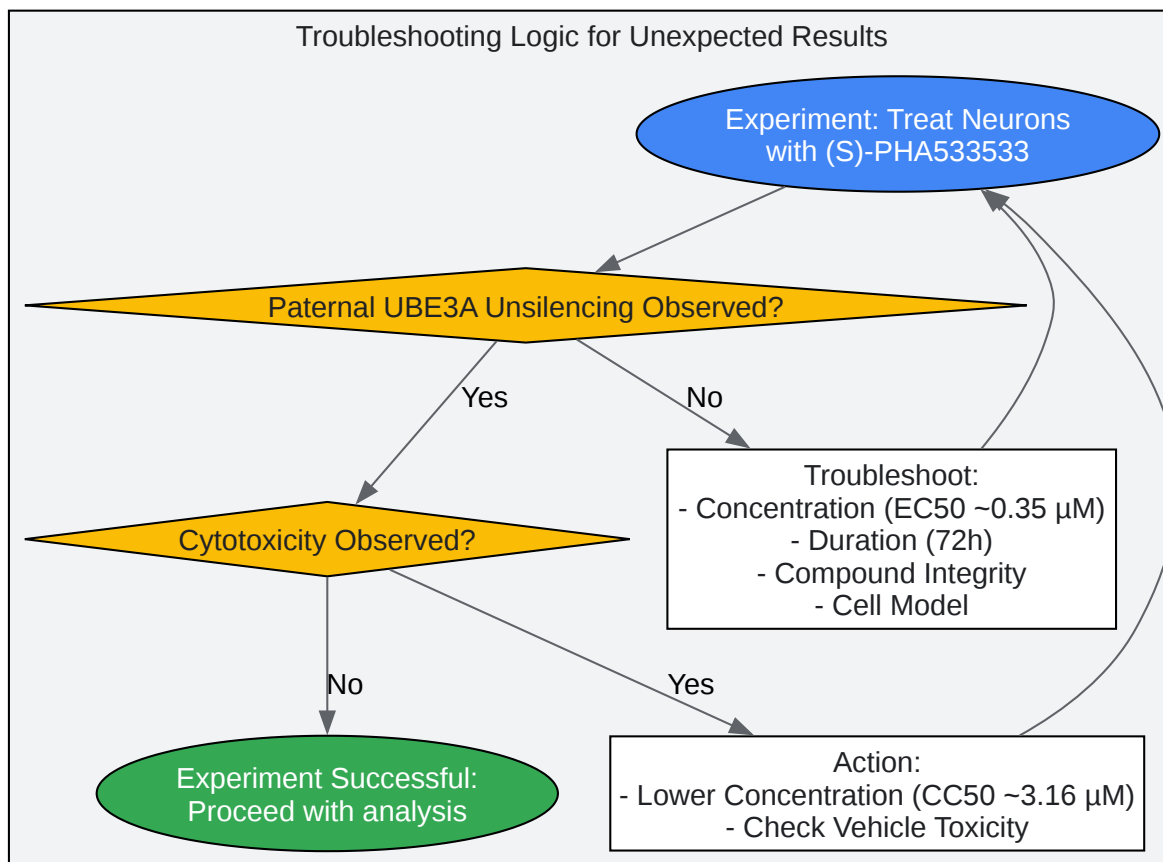 Troubleshooting Logic for Unexpected Results
Experiment: Treat Neurons
with (S)-PHA533533
Paternal UBE3A Unsilencing Observed?
Yes
No
Troubleshoot:
- Concentration (EC50 ~0.35 µM)
- Duration (72h)
- Compound Integrity
- Cell Model
Cytotoxicity Observed?
No
Yes
Experiment Successful:
Proceed with analysis
Action:
- Lower Concentration (CC50 ~3.16 µM)
- Check Vehicle Toxicity